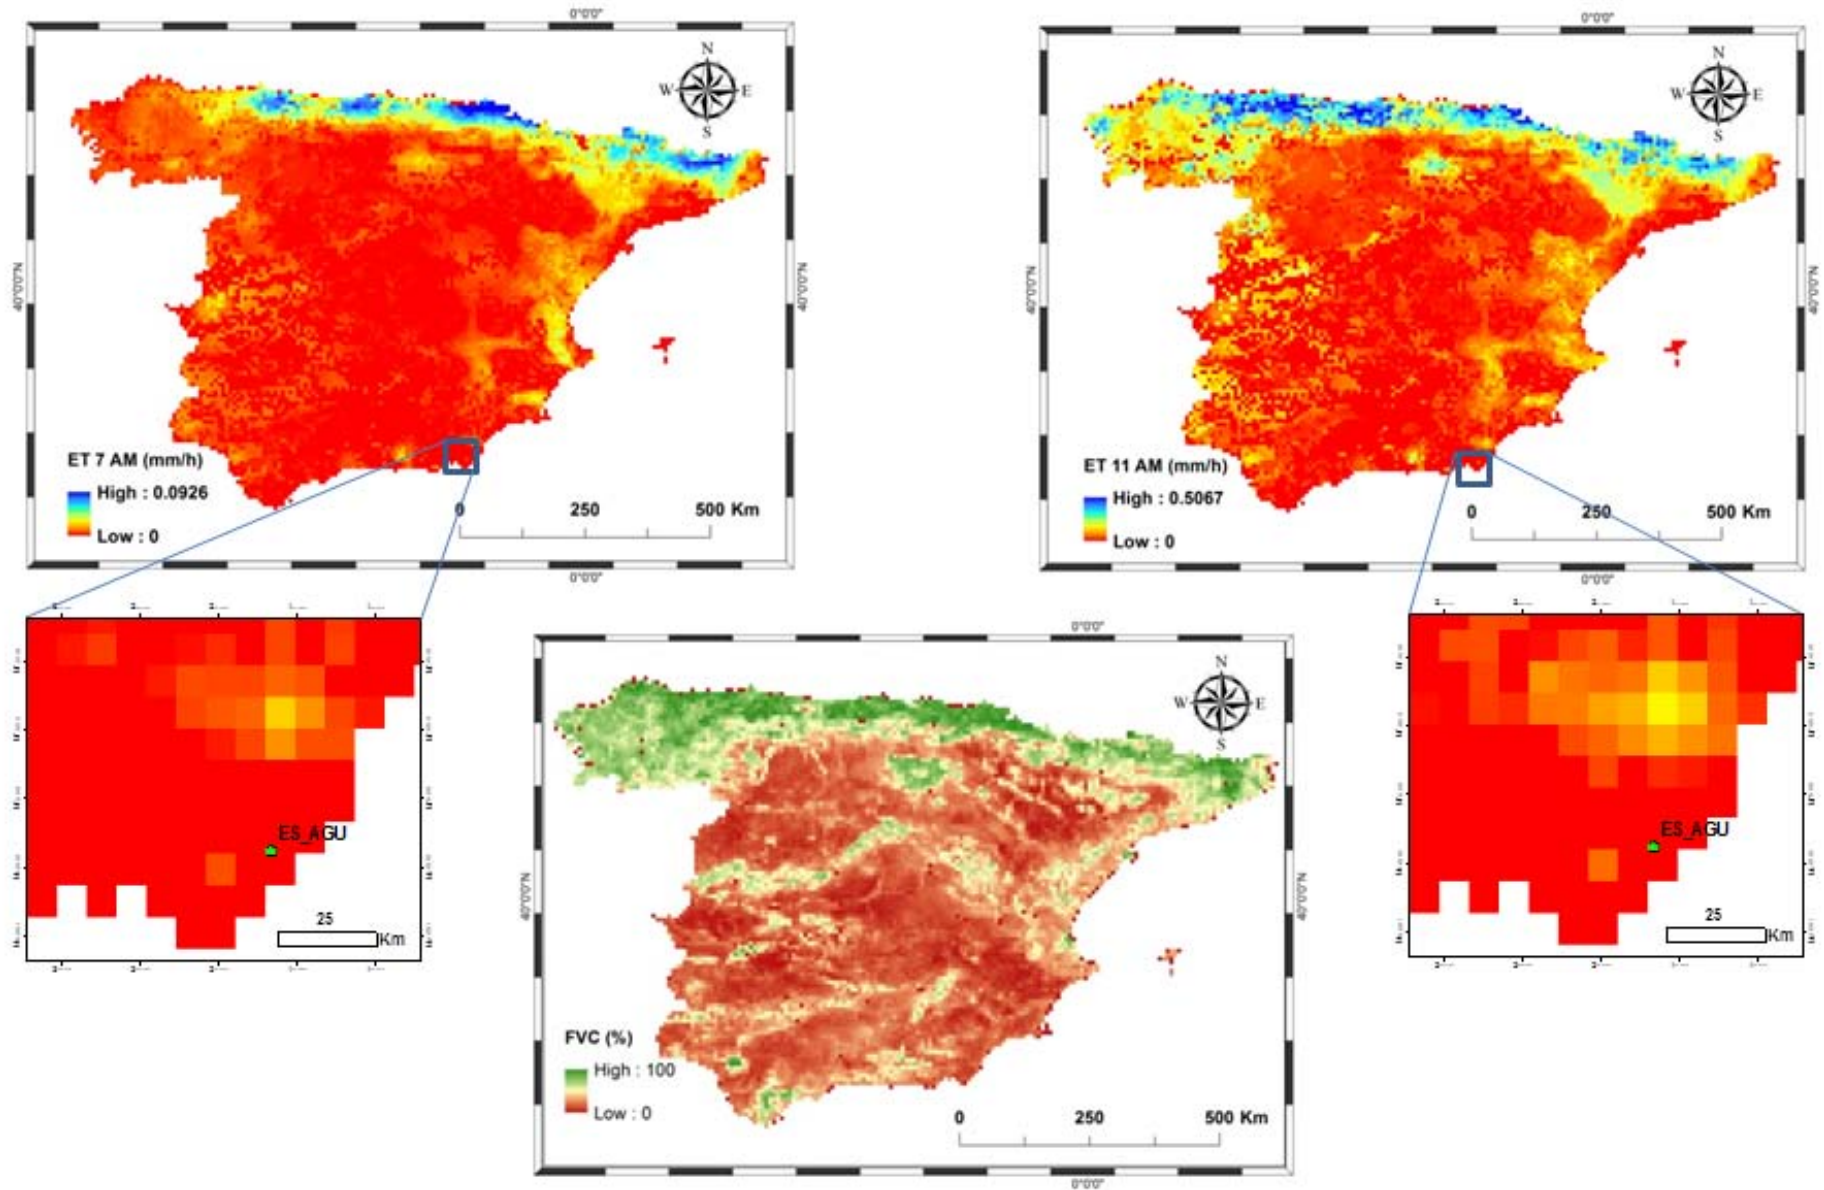 0°0'0"
N
W
E
S
40°0'0"N
40°0'0"N
ET 7 AM (mm/h)
High : 0.0926
Low : 0
0
250
500 Km
0°0'0"
0°0'0"
N
W
E
S
40°0'0"N
40°0'0"N
ET 11 AM (mm/h)
High : 0.5067
Low : 0
0
250
500 Km
0°0'0"
ES_AGU
25
Km
0°0'0"
N
W
E
S
40°0'0"N
40°0'0"N
FVC (%)
High : 100
Low : 0
0
250
500 Km
0°0'0"
ES_AGU
25
Km